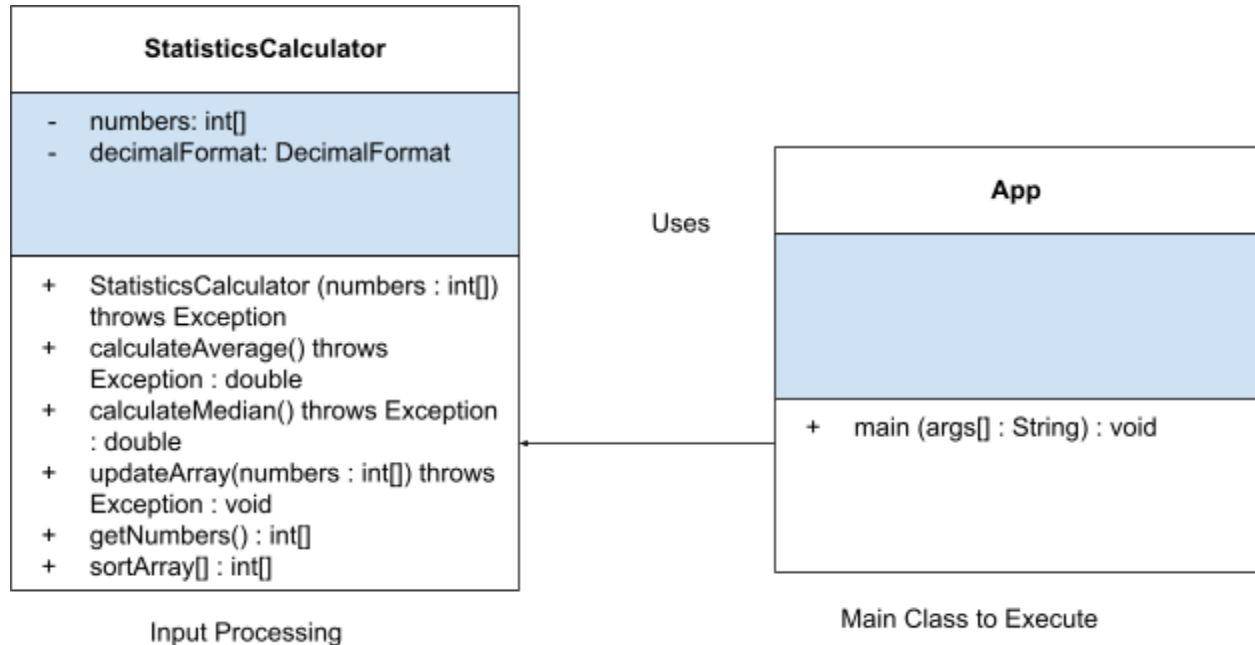 StatisticsCalculator
- numbers: int[]
- decimalFormat: DecimalFormat
+ StatisticsCalculator (numbers : int[])
throws Exception
+ calculateAverage() throws
Exception : double
+ calculateMedian() throws Exception
: double
+ updateArray(numbers : int[]) throws
Exception : void
+ getNumbers() : int[]
+ sortArray[] : int[]
Input Processing
Uses
App
+ main (args[] : String) : void
Main Class to Execute